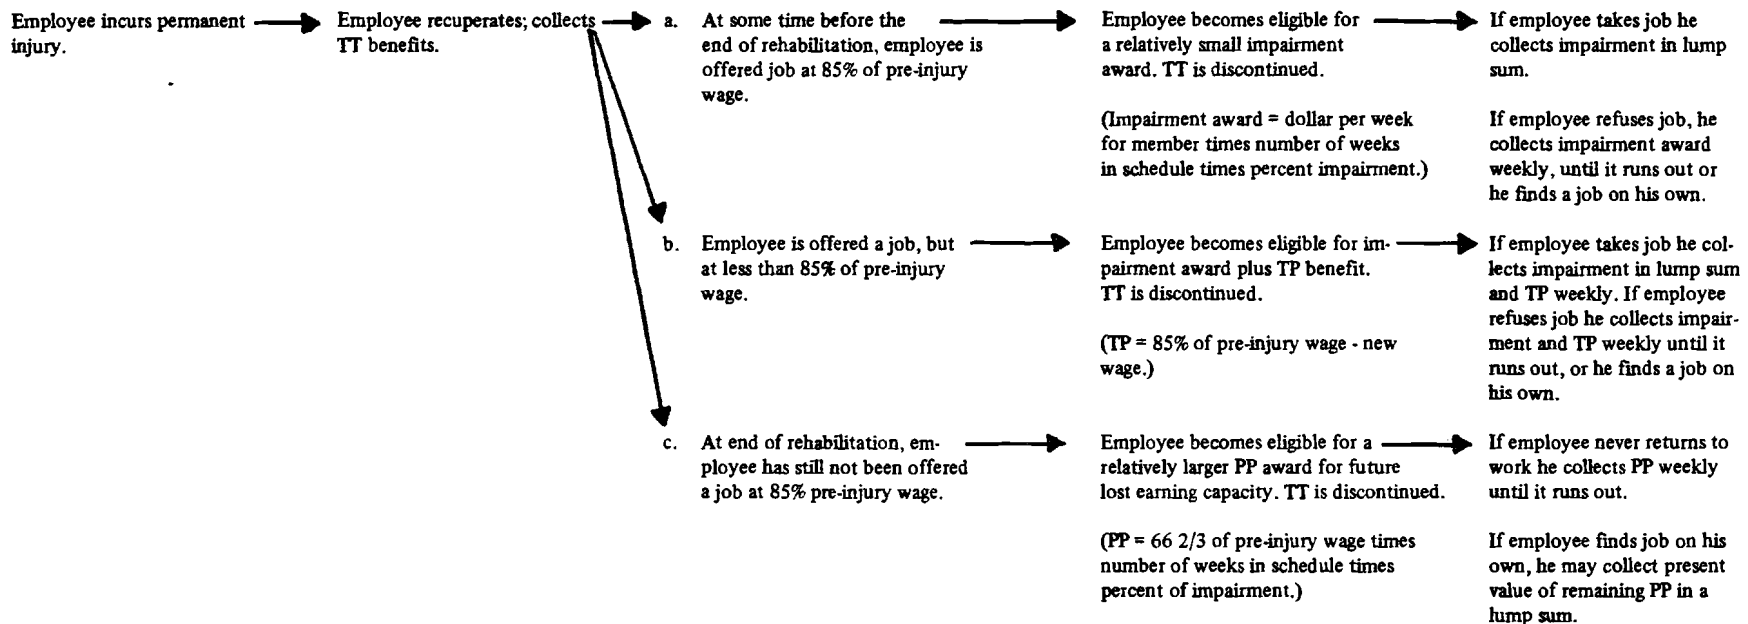 Employee incurs permanent
injury.
Employee recuperates; collects
TT benefits.
a. At some time before the
end of rehabilitation, employee is
offered job at 85% of pre-injury
wage.
Employee becomes eligible for
a relatively small impairment
award. TT is discontinued.
(Impairment award = dollar per week
for member times number of weeks
in schedule times percent impairment.)
If employee takes job he
collects impairment in lump
sum.
If employee refuses job, he
collects impairment award
weekly, until it runs out or
he finds a job on his own.
b. Employee is offered a job, but
at less than 85% of pre-injury
wage.
Employee becomes eligible for im-
pairment award plus TP benefit.
TT is discontinued.
(TP = 85% of pre-injury wage - new
wage.)
If employee takes job he col-
lects impairment in lump sum
and TP weekly. If employee
refuses job he collects impair-
ment and TP weekly until it
runs out, or he finds a job on
his own.
c. At end of rehabilitation, em-
ployee has still not been offered
a job at 85% pre-injury wage.
Employee becomes eligible for a
relatively larger PP award for future
lost earning capacity. TT is discontinued.
(PP = 66 2/3 of pre-injury wage times
number of weeks in schedule times
percent of impairment.)
If employee never returns to
work he collects PP weekly
until it runs out.
If employee finds job on his
own, he may collect present
value of remaining PP in a
lump sum.